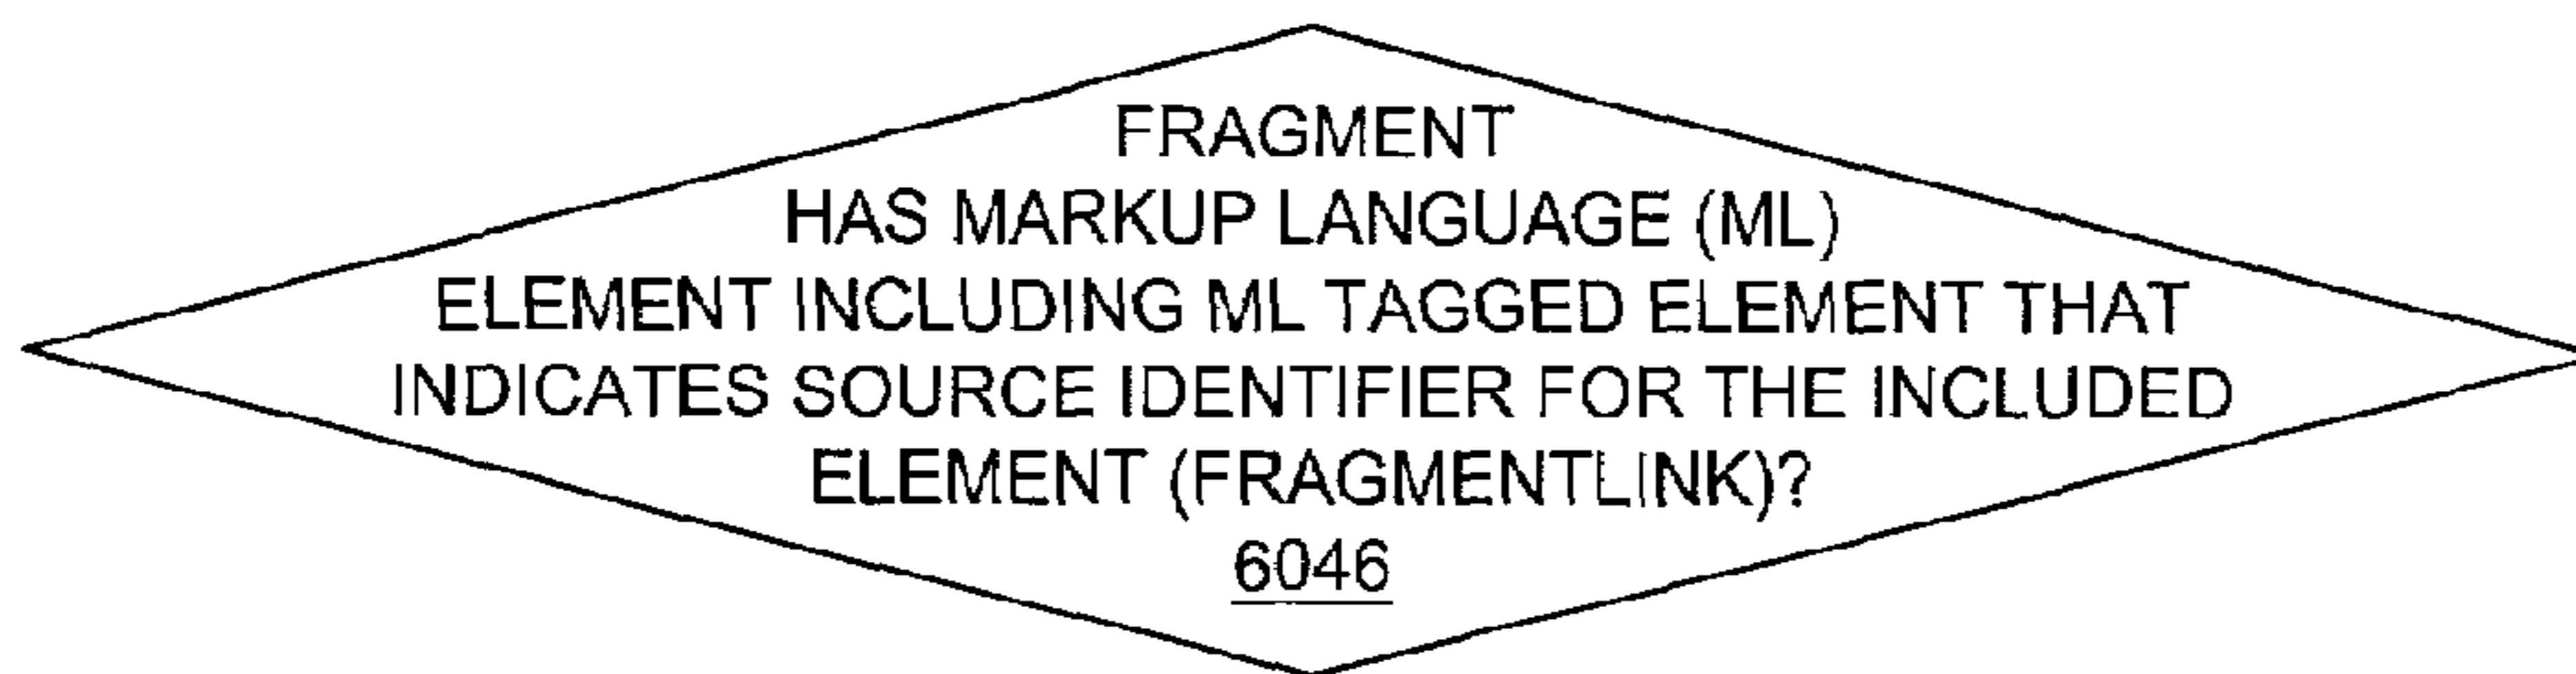 FRAGMENT
HAS MARKUP LANGUAGE (ML)
ELEMENT INCLUDING ML TAGGED ELEMENT THAT
INDICATES SOURCE IDENTIFIER FOR THE INCLUDED
ELEMENT (FRAGMENTLINK)?
6046